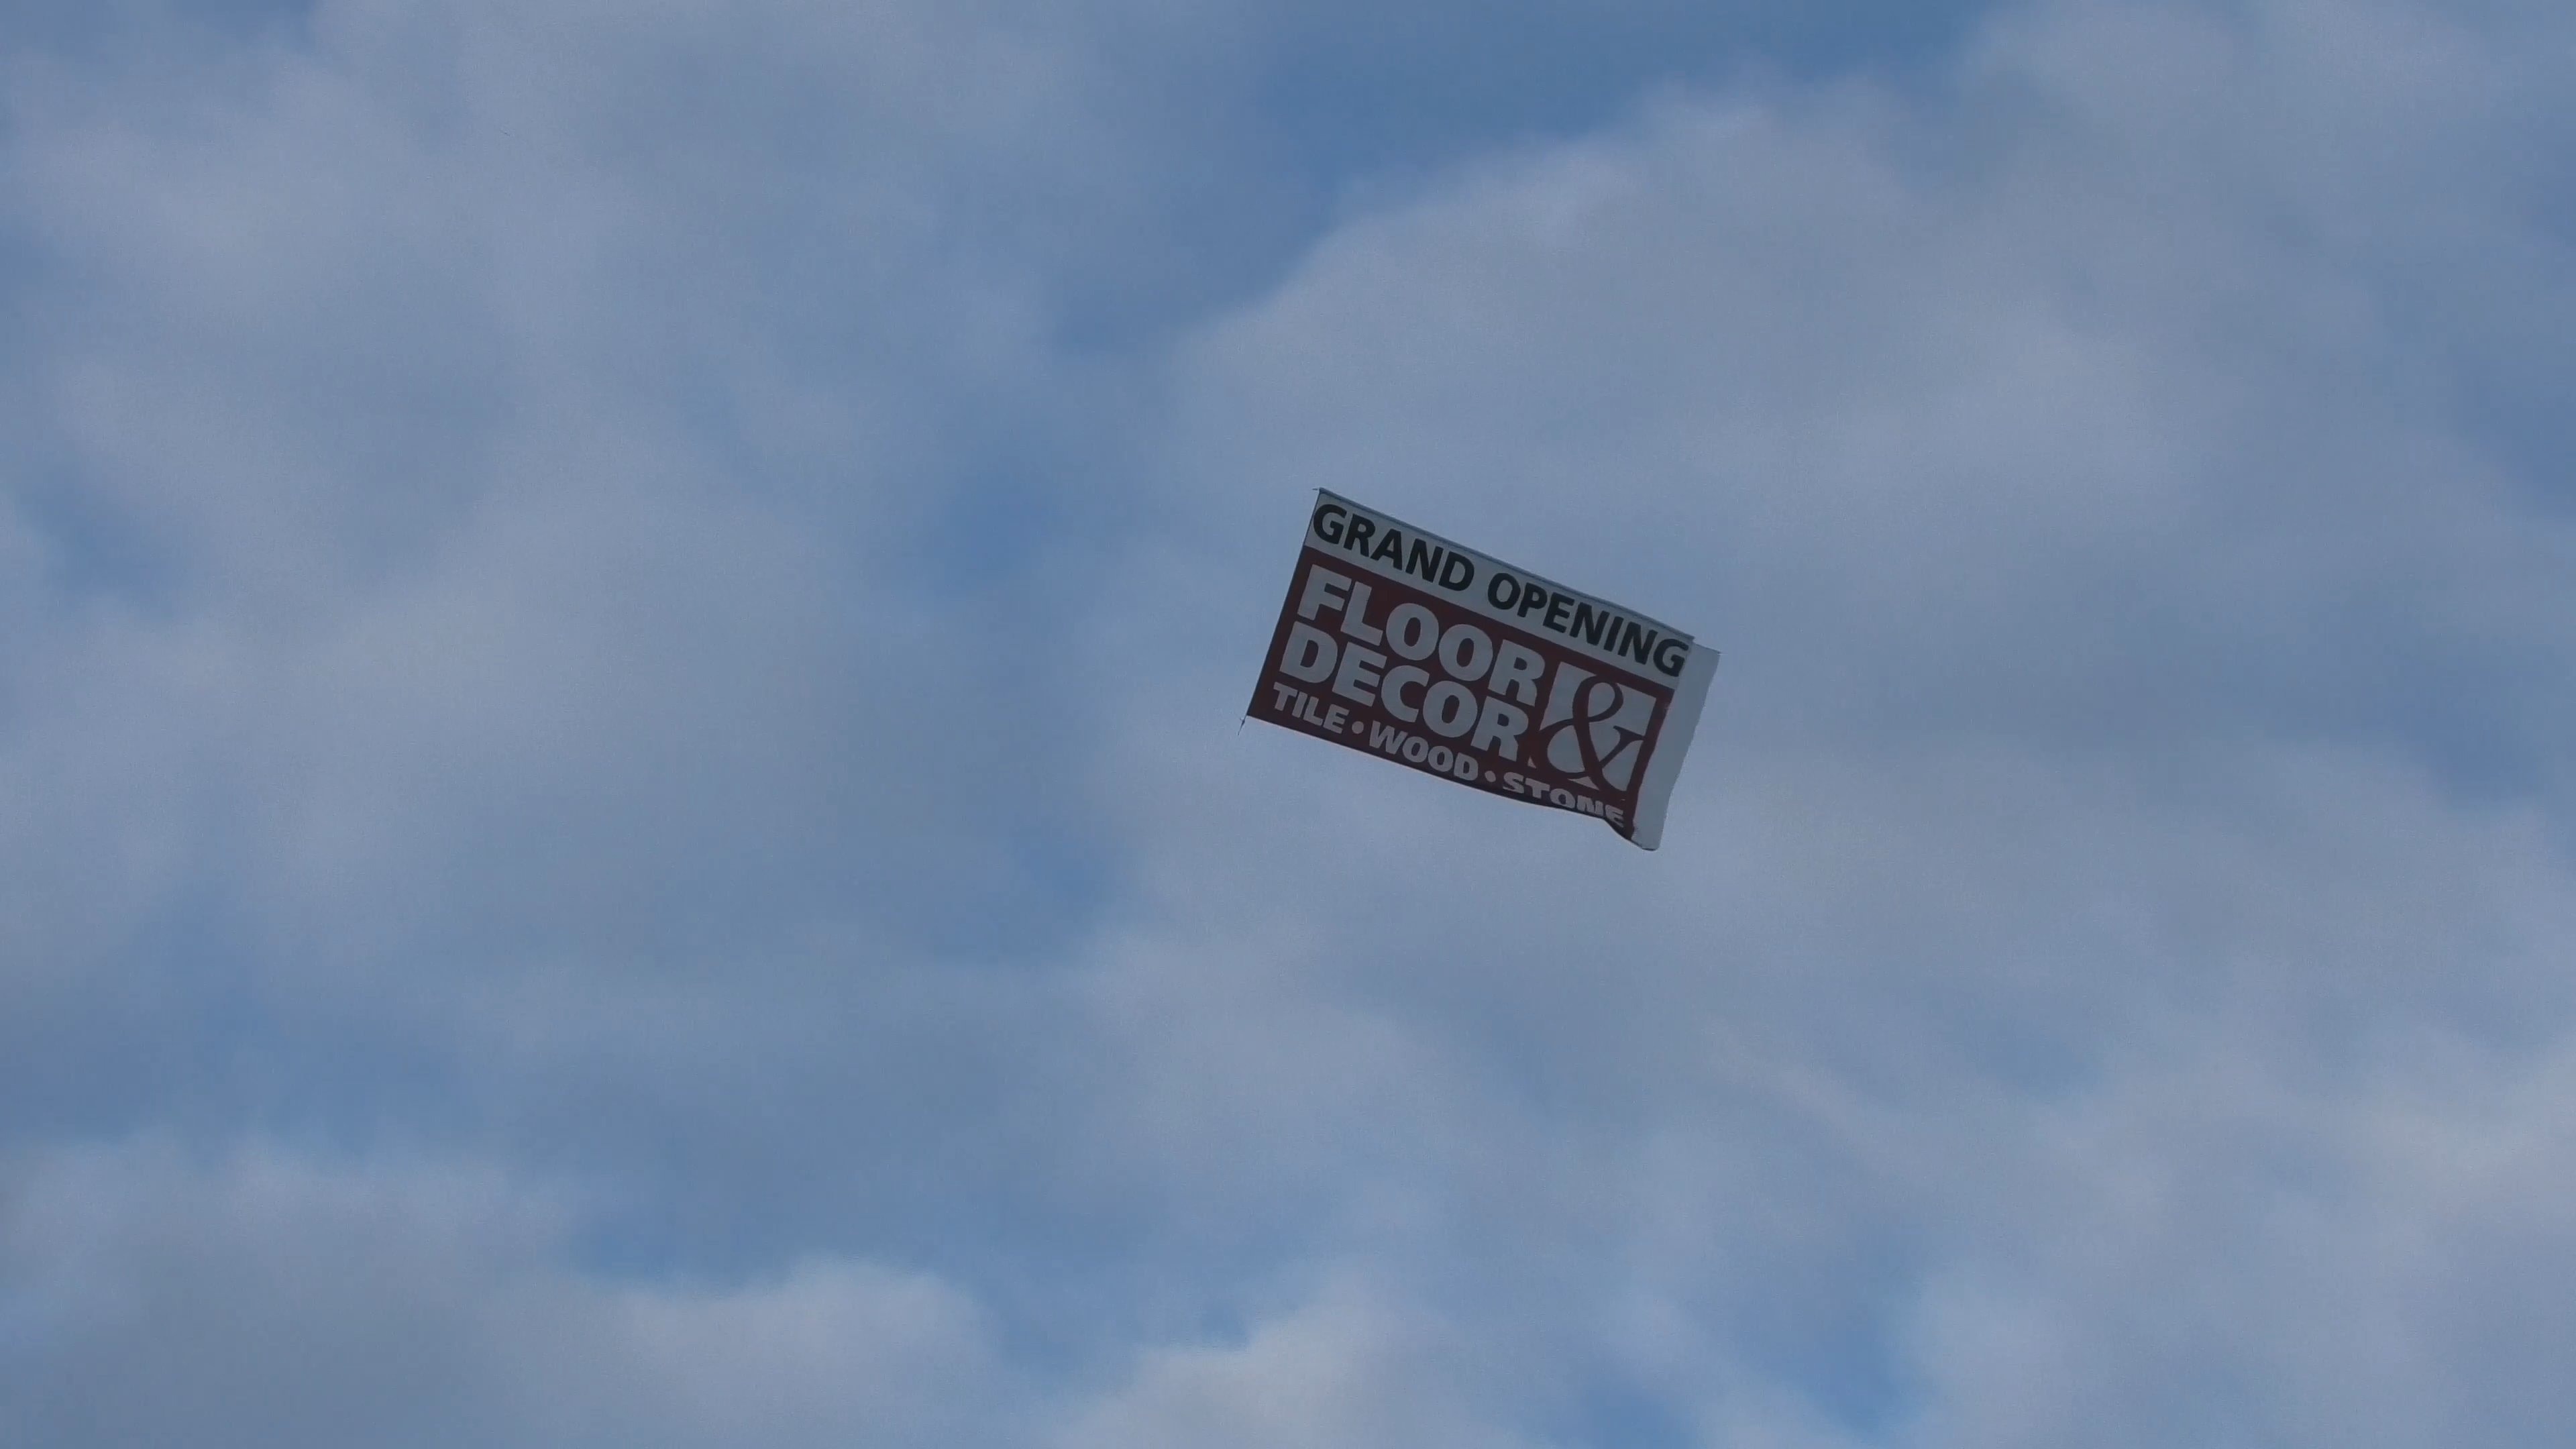 GRAND OPENING
FLOOR
DECOR &
TILE • WOOD • STONE